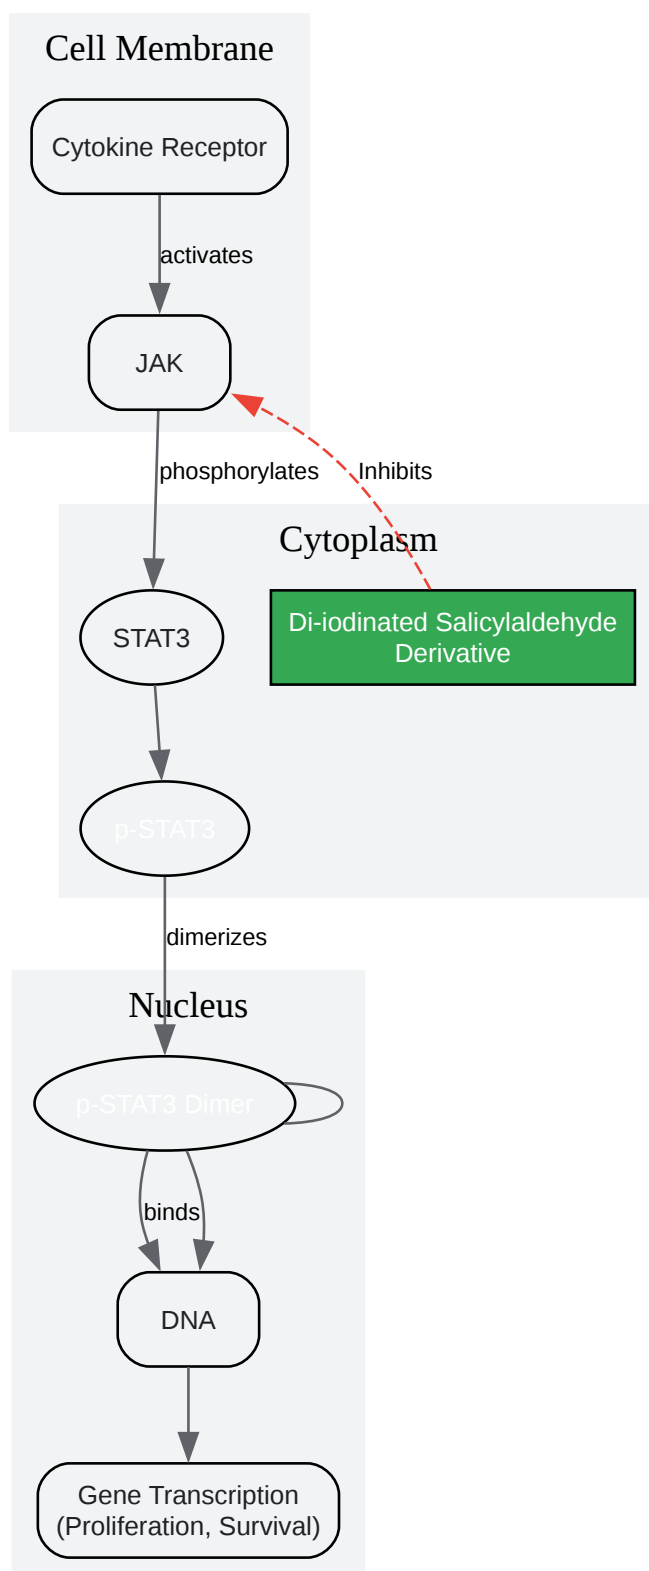 Cell Membrane
Cytokine Receptor
activates
JAK
phosphorylates
Inhibits
Cytoplasm
STAT3
Di-iodinated Salicylaldehyde
Derivative
p-STAT3
dimerizes
Nucleus
p-STAT3 Dimer
binds
DNA
Gene Transcription
(Proliferation, Survival)